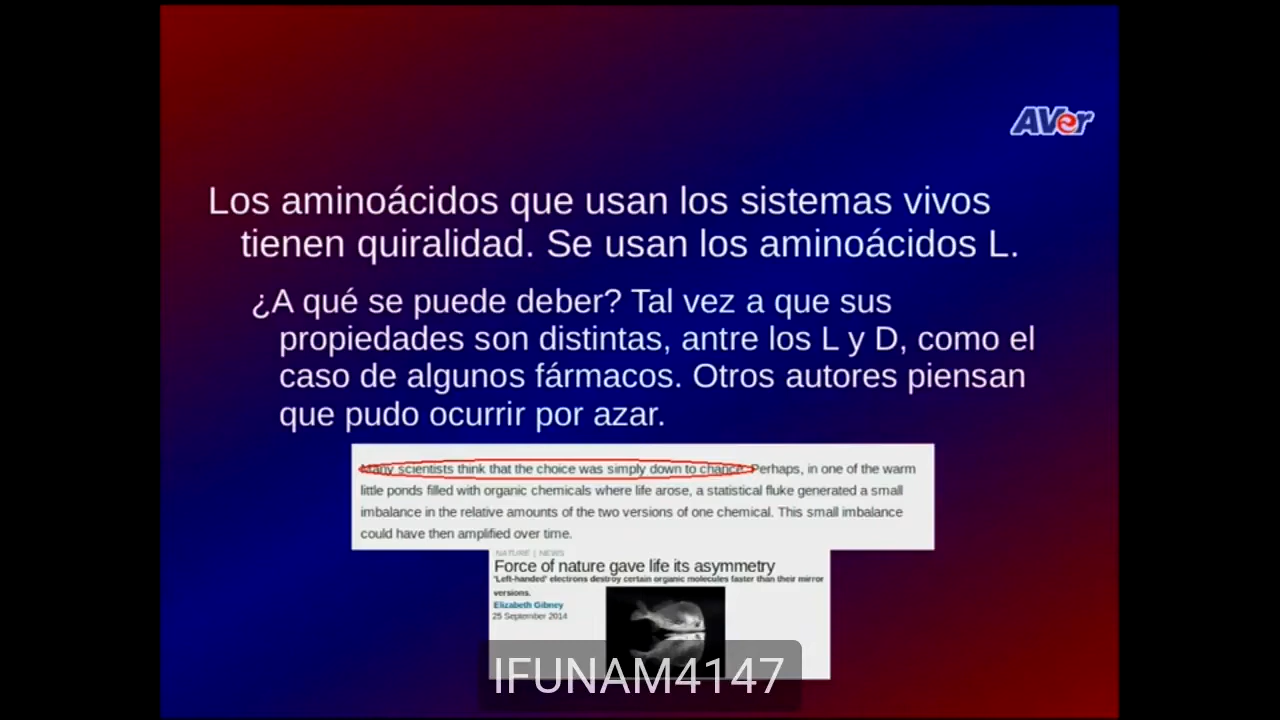 AVer
Los aminoácidos que usan los sistemas vivos
tienen quiralidad. Se usan los aminoácidos L.
¿A qué se puede deber? Tal vez a que sus
propiedades son distintas, antre los L y D, como el
caso de algunos fármacos. Otros autores piensan
que pudo ocurrir por azar.
Many scientists think that the choice was simply down to chance. Perhaps, in one of the warm
little ponds filled with organic chemicals where life arose, a statistical fluke generated a small
imbalance in the relative amounts of the two versions of one chemical. This small imbalance
could have then amplified over time.
NATURE | NEWS
Force of nature gave life its asymmetry
'Left-handed' electrons destroy certain organic molecules faster than their mirror
versions.
Elizabeth Gibney
25 September 2014
IFUNAM4147